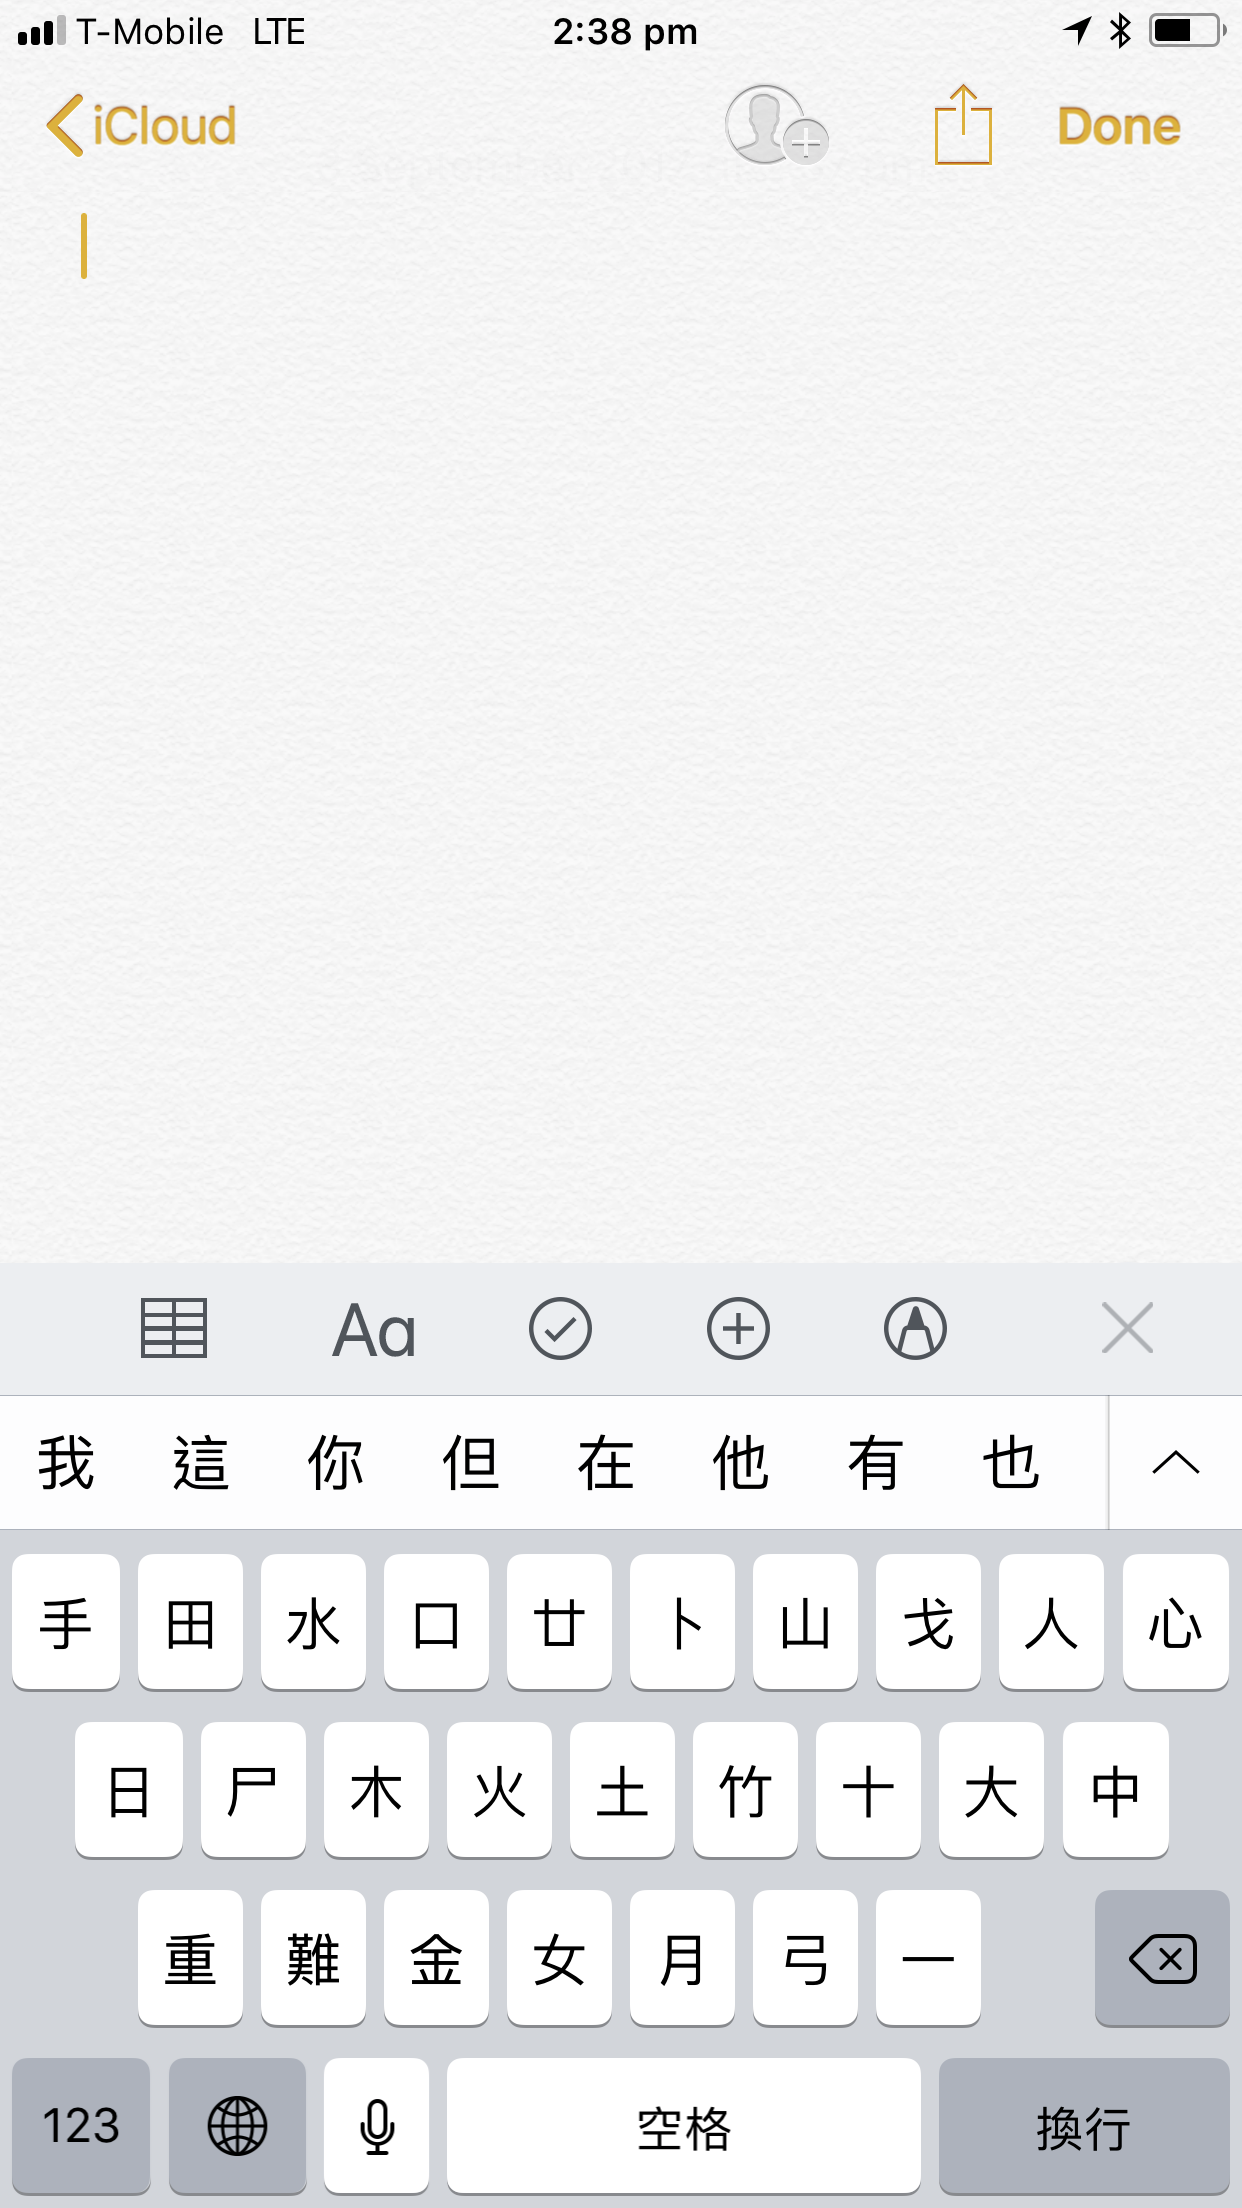 T-Mobile LTE 2:38 pm
iCloud Done
Aa
我 這 你 但 在 他 有 也
手 田 水 口 廿 卜 山 戈 人 心
日 尸 木 火 土 竹 十 大 中
重 難 金 女 月 弓 一
123 空格 換行